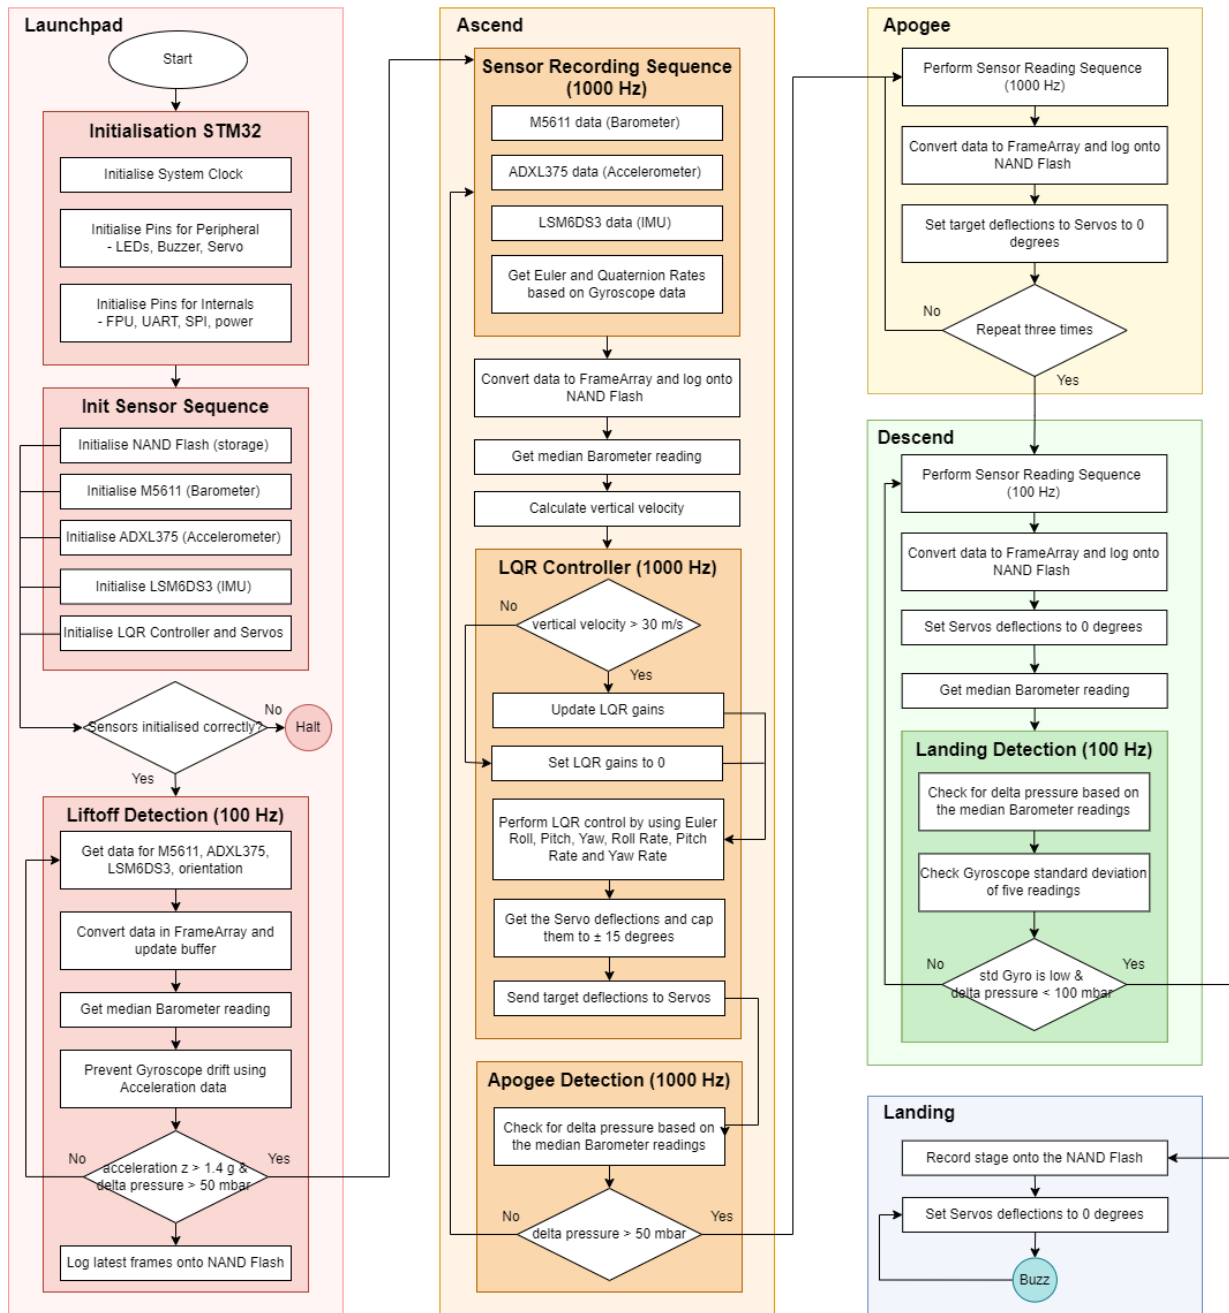 Launchpad
Start
Initialisation STM32
Initialise System Clock
Initialise Pins for Peripheral
- LEDs, Buzzer, Servo
Initialise Pins for Internals
- FPU, UART, SPI, power
Init Sensor Sequence
Initialise NAND Flash (storage)
Initialise M5611 (Barometer)
Initialise ADXL375 (Accelerometer)
Initialise LSM6DS3 (IMU)
Initialise LQR Controller and Servos
Sensors initialised correctly?
No
Halt
Yes
Liftoff Detection (100 Hz)
Get data for M5611, ADXL375,
LSM6DS3, orientation
Convert data in FrameArray and
update buffer
Get median Barometer reading
Prevent Gyroscope drift using
Acceleration data
No
acceleration z > 1.4 g &
delta pressure > 50 mbar
Yes
Log latest frames onto NAND Flash
Ascend
Sensor Recording Sequence
(1000 Hz)
M5611 data (Barometer)
ADXL375 data (Accelerometer)
LSM6DS3 data (IMU)
Get Euler and Quaternion Rates
based on Gyroscope data
Convert data to FrameArray and log onto
NAND Flash
Get median Barometer reading
Calculate vertical velocity
LQR Controller (1000 Hz)
No
vertical velocity > 30 m/s
Yes
Update LQR gains
Set LQR gains to 0
Perform LQR control by using Euler
Roll, Pitch, Yaw, Roll Rate, Pitch
Rate and Yaw Rate
Get the Servo deflections and cap
them to ± 15 degrees
Send target deflections to Servos
Apogee Detection (1000 Hz)
Check for delta pressure based on
the median Barometer readings
No
delta pressure > 50 mbar
Yes
Apogee
Perform Sensor Reading Sequence
(1000 Hz)
Convert data to FrameArray and log onto
NAND Flash
Set target deflections to Servos to 0
degrees
No
Repeat three times
Yes
Descend
Perform Sensor Reading Sequence
(100 Hz)
Convert data to FrameArray and log onto
NAND Flash
Set Servos deflections to 0 degrees
Get median Barometer reading
Landing Detection (100 Hz)
Check for delta pressure based on
the median Barometer readings
Check Gyroscope standard deviation
of five readings
No
std Gyro is low &
delta pressure < 100 mbar
Yes
Landing
Record stage onto the NAND Flash
Set Servos deflections to 0 degrees
Buzz